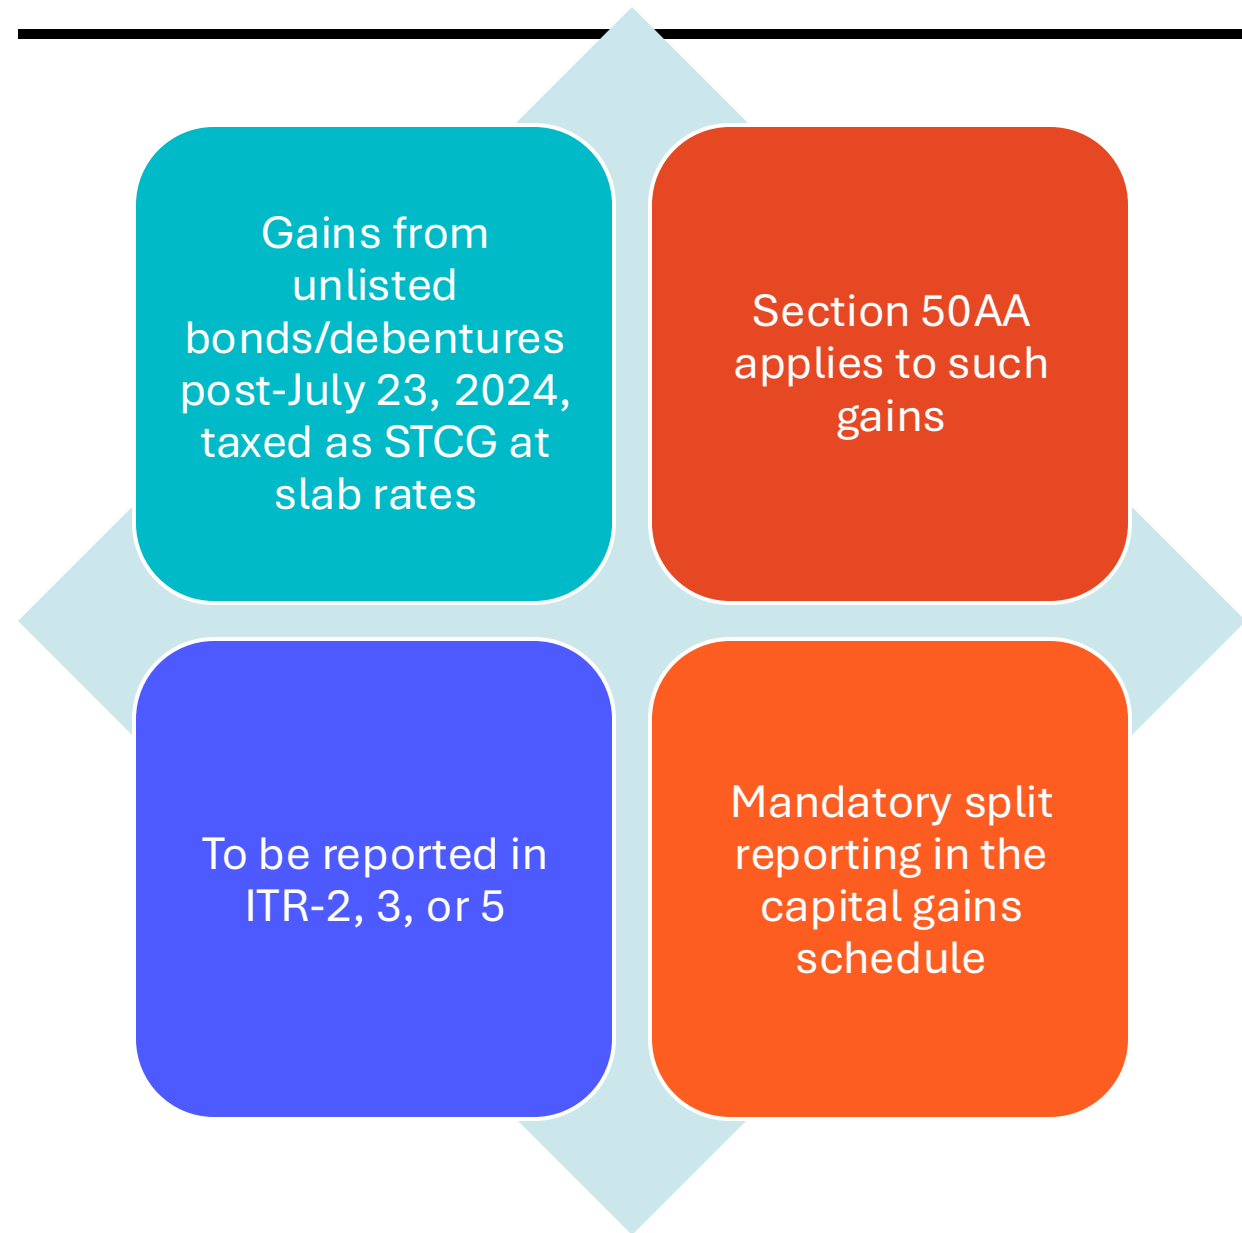 Gains from
unlisted
bonds/debentures
post-July 23, 2024,
taxed as STCG at
slab rates
Section 50AA
applies to such
gains
To be reported in
ITR-2, 3, or 5
Mandatory split
reporting in the
capital gains
schedule